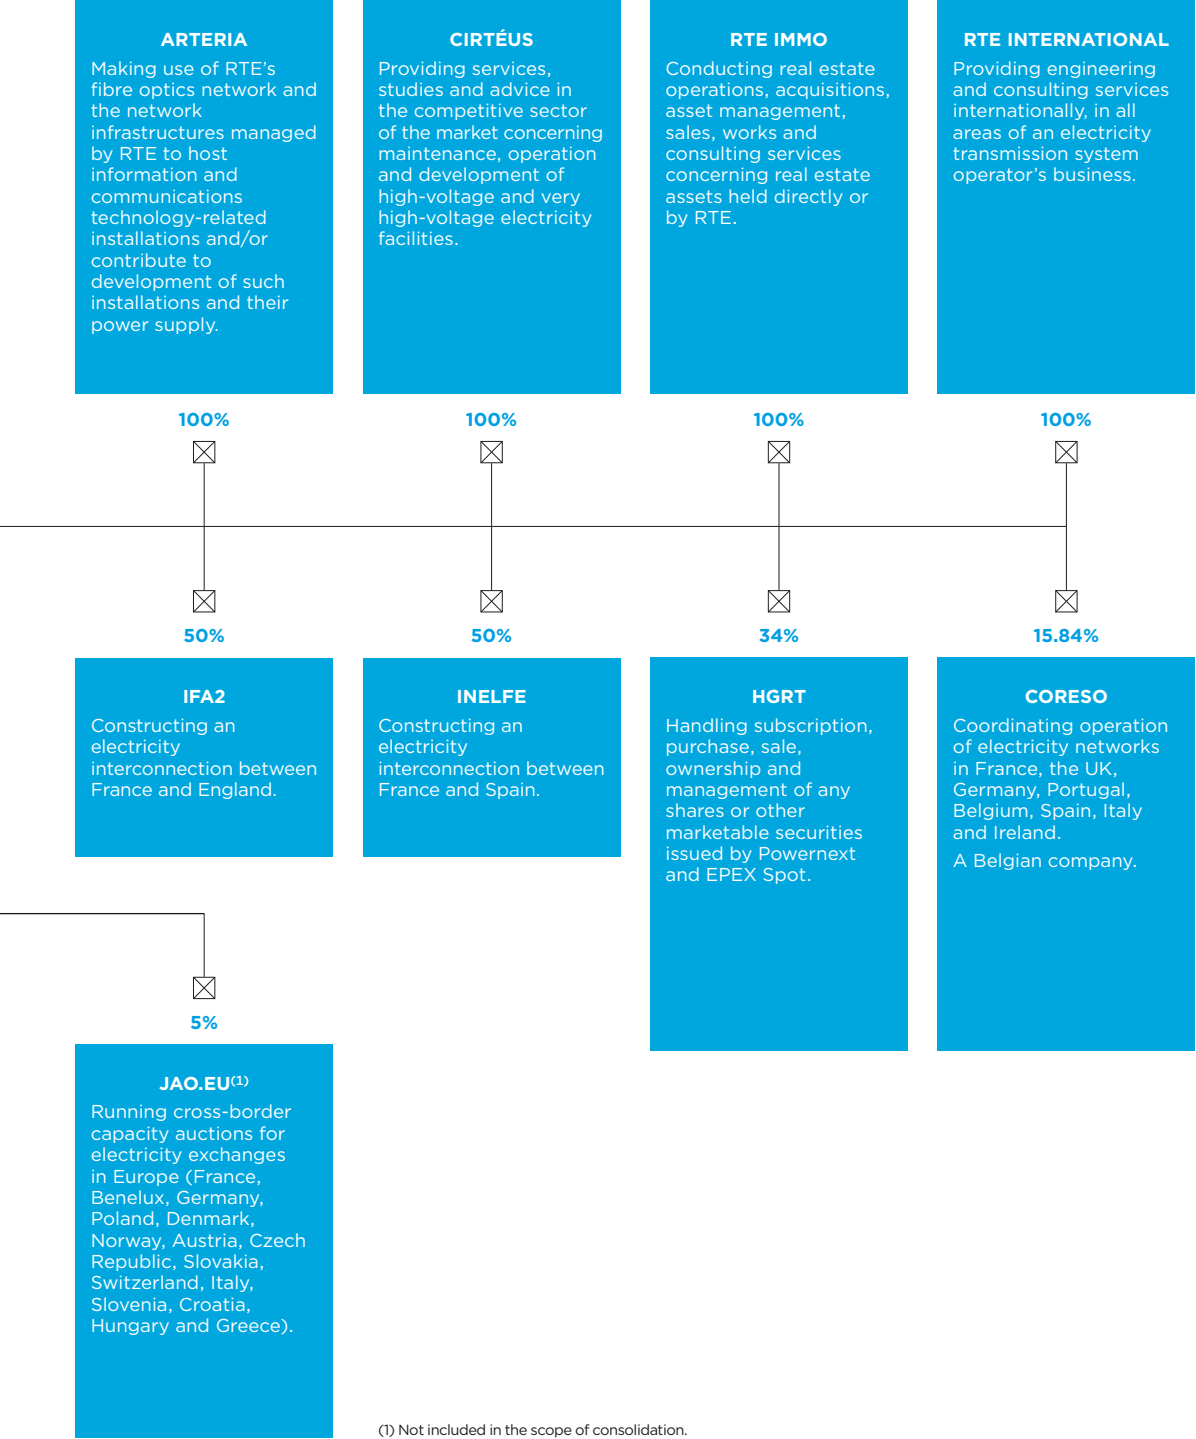 ARTERIA
Making use of RTE’s
fibre optics network and
the network
infrastructures managed
by RTE to host
information and
communications
technology-related
installations and/or
contribute to
development of such
installations and their
power supply.
CIRTÉUS
Providing services,
studies and advice in
the competitive sector
of the market concerning
maintenance, operation
and development of
high-voltage and very
high-voltage electricity
facilities.
RTE IMMO
Conducting real estate
operations, acquisitions,
asset management,
sales, works and
consulting services
concerning real estate
assets held directly or
by RTE.
RTE INTERNATIONAL
Providing engineering
and consulting services
internationally, in all
areas of an electricity
transmission system
operator’s business.
100%
100%
100%
100%
50%
50%
34%
15.84%
IFA2
Constructing an
electricity
interconnection between
France and England.
INELFE
Constructing an
electricity
interconnection between
France and Spain.
HGRT
Handling subscription,
purchase, sale,
ownership and
management of any
shares or other
marketable securities
issued by Powernext
and EPEX Spot.
CORESO
Coordinating operation
of electricity networks
in France, the UK,
Germany, Portugal,
Belgium, Spain, Italy
and Ireland.
A Belgian company.
5%
JAO.EU(1)
Running cross-border
capacity auctions for
electricity exchanges
in Europe (France,
Benelux, Germany,
Poland, Denmark,
Norway, Austria, Czech
Republic, Slovakia,
Switzerland, Italy,
Slovenia, Croatia,
Hungary and Greece).
(1) Not included in the scope of consolidation.